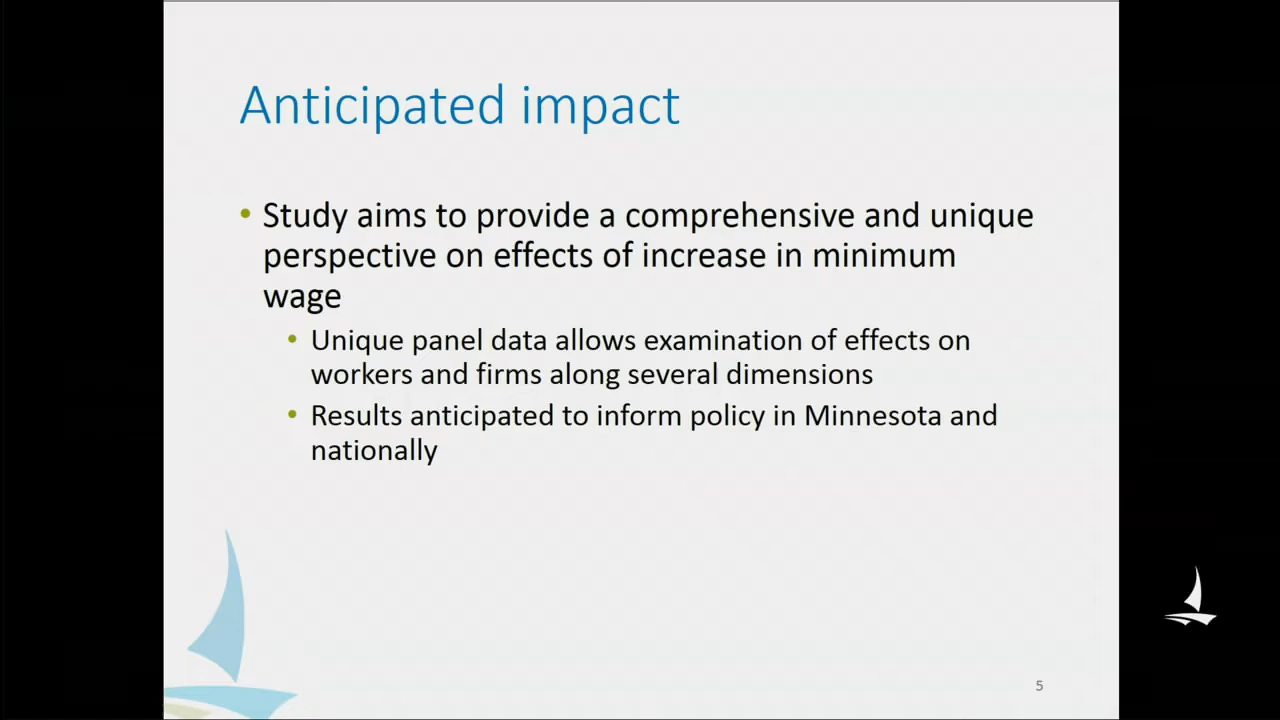 Anticipated impact
• Study aims to provide a comprehensive and unique
perspective on effects of increase in minimum
wage
• Unique panel data allows examination of effects on
workers and firms along several dimensions
• Results anticipated to inform policy in Minnesota and
nationally
5